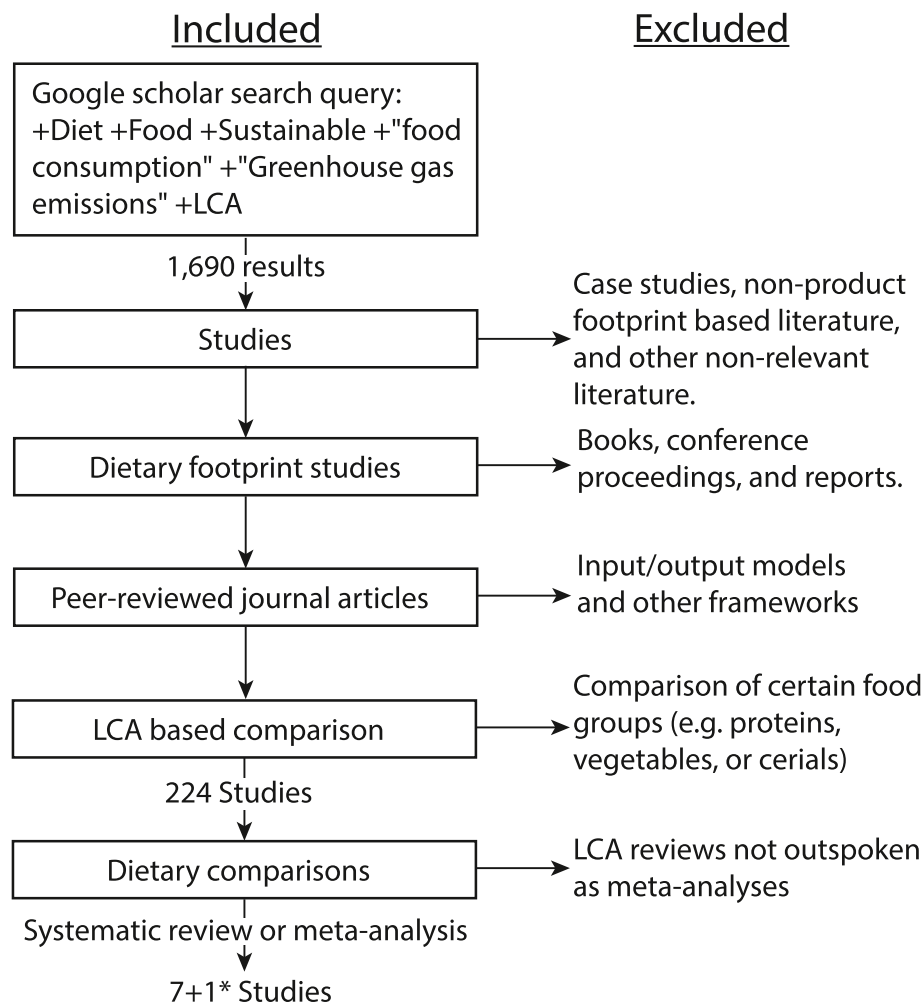 Included
Excluded
Google scholar search query:
+Diet +Food +Sustainable +"food
consumption" +"Greenhouse gas
emissions" +LCA
1,690 results
Studies
Case studies, non-product
footprint based literature,
and other non-relevant
literature.
Dietary footprint studies
Books, conference
proceedings, and reports.
Peer-reviewed journal articles
Input/output models
and other frameworks
LCA based comparison
Comparison of certain food
groups (e.g. proteins,
vegetables, or cerials)
224 Studies
Dietary comparisons
LCA reviews not outspoken
as meta-analyses
Systematic review or meta-analysis
7+1* Studies